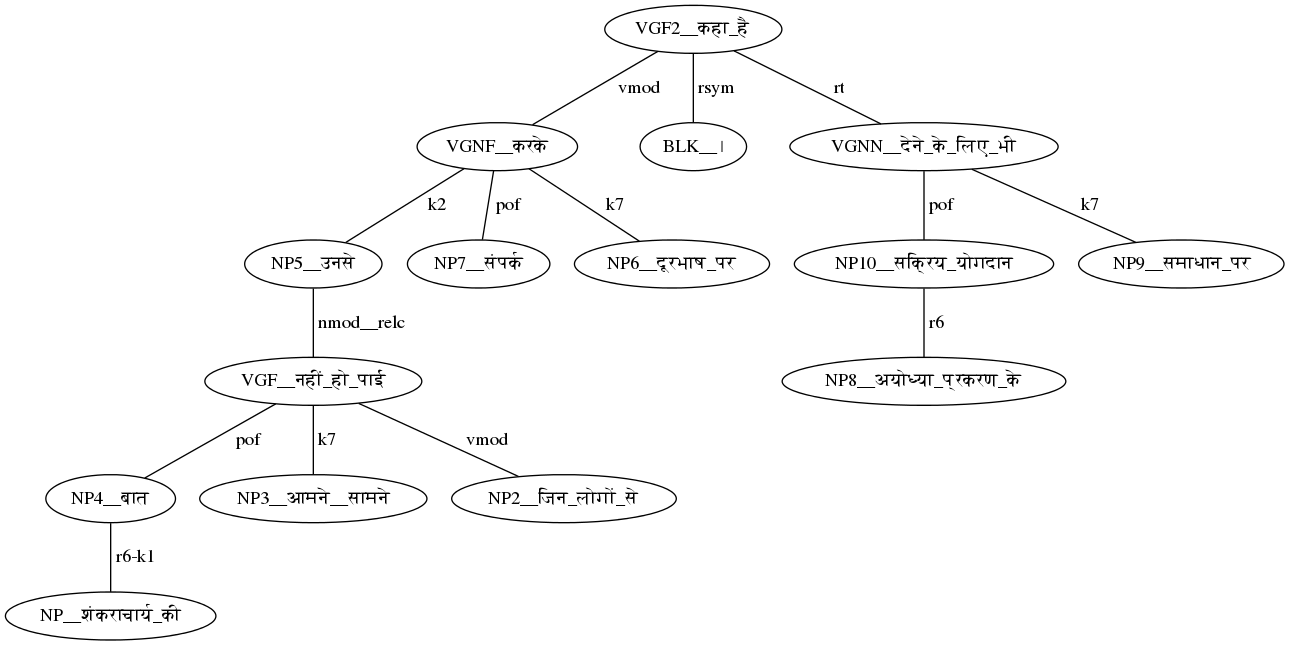 VGF2__कहा_है
vmod
rsym
rt
VGNF__करके
BLK__।
VGNN__देने_के_लिए_भी
k2
pof
k7
pof
k7
NP5__उनसे
NP7__संपर्क
NP6__दूरभाष_पर
NP10__सक्रिय_योगदान
NP9__समाधान_पर
nmod__relc
r6
VGF__नहीं_हो_पाई
NP8__अयोध्या_प्रकरण_के
pof
k7
vmod
NP4__बात
NP3__आमने__सामने
NP2__जिन_लोगों_से
r6-k1
NP__शंकराचार्य_की